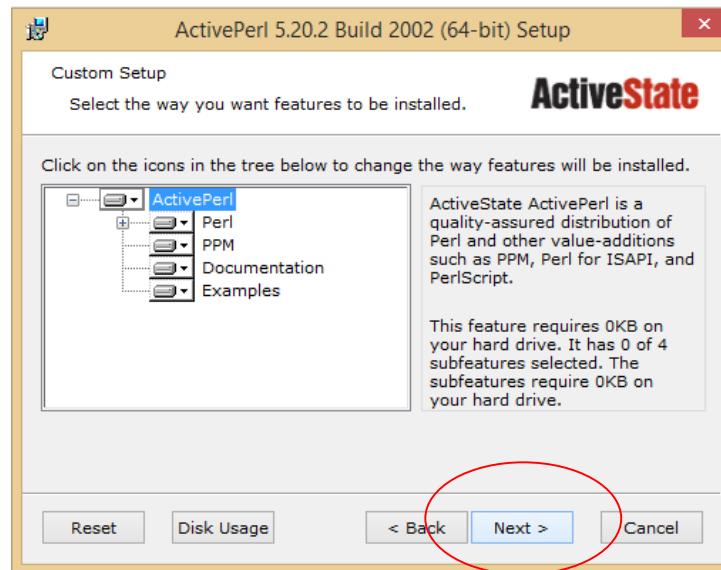 ActivePerl 5.20.2 Build 2002 (64-bit) Setup
Custom Setup
Select the way you want features to be installed.
ActiveState
Click on the icons in the tree below to change the way features will be installed.
ActivePerl
Perl
PPM
Documentation
Examples
ActiveState ActivePerl is a
quality-assured distribution of
Perl and other value-additions
such as PPM, Perl for ISAPI, and
PerlScript.
This feature requires 0KB on
your hard drive. It has 0 of 4
subfeatures selected. The
subfeatures require 0KB on
your hard drive.
Reset
Disk Usage
< Back
Next >
Cancel